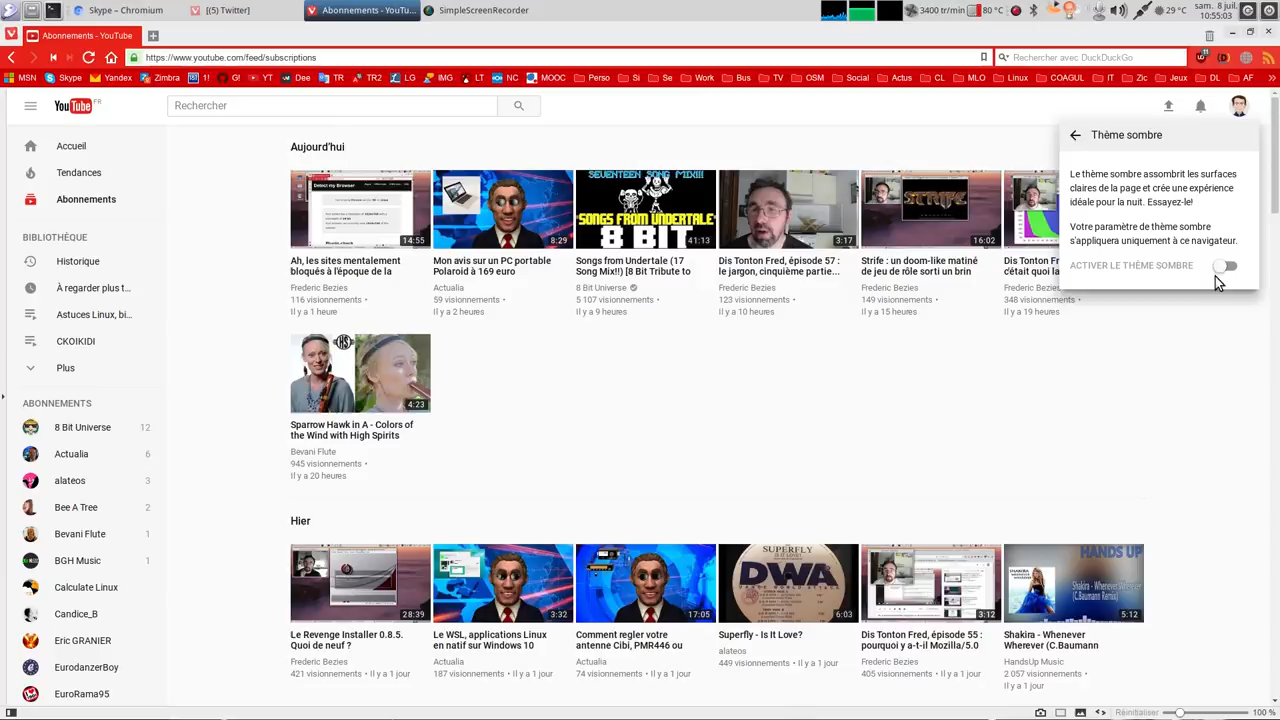 Skype – Chromium
[(5) Twitter]
Abonnements - YouTu...
SimpleScreenRecorder
3400 tr/min
80 °C
29 °C
sam. 8 juil.
10:55:03
Abonnements - YouTube
https://www.youtube.com/feed/subscriptions
Rechercher avec DuckDuckGo
MSN
Skype
Yandex
Zimbra
1!
G!
YT
Dee
TR
TR2
LG
IMG
LT
NC
MOOC
Perso
Si
Se
Work
Bus
TV
OSM
Social
Actus
CL
MLO
Linux
COAGUL
IT
Zic
Jeux
DL
AF
YouTube FR
Rechercher
Accueil
Tendances
Abonnements
BIBLIOTHÈQUE
Historique
À regarder plus t...
Astuces Linux, bi...
CKOIKIDI
Plus
ABONNEMENTS
8 Bit Universe 12
Actualia 6
alateos 3
Bee A Tree 2
Bevani Flute 1
BGH Music 1
Calculate Linux
Eric GRANIER
EurodanzerBoy
EuroRama95
Aujourd'hui
14:55
Ah, les sites mentalement
bloqués à l'époque de la
Frederic Bezies
116 visionnements •
Il y a 1 heure
8:29
Mon avis sur un PC portable
Polaroid à 169 euro
Actualia
59 visionnements •
Il y a 2 heures
SEVENTEEN SONG MIX!!!
SONGS FROM UNDERTALE
8 BIT
41:13
Songs from Undertale (17
Song Mix!!) [8 Bit Tribute to
8 Bit Universe
5 107 visionnements •
Il y a 9 heures
3:17
Dis Tonton Fred, épisode 57 :
le jargon, cinquième partie...
Frederic Bezies
123 visionnements •
Il y a 10 heures
STRIFE
16:02
Strife : un doom-like matiné
de jeu de rôle sorti un brin
Frederic Bezies
149 visionnements •
Il y a 15 heures
Dis
c'était quoi la
Frederic Bezies
348 visionnements •
Il y a 19 heures
Thème sombre
Le thème sombre assombrit les surfaces
claires de la page et crée une expérience
idéale pour la nuit. Essayez-le!
Votre paramètre de thème sombre
s'appliquera uniquement à ce navigateur.
ACTIVER LE THÈME SOMBRE
HS
4:23
Sparrow Hawk in A - Colors of
the Wind with High Spirits
Bevani Flute
945 visionnements •
Il y a 20 heures
Hier
28:39
Le Revenge Installer 0.8.5.
Quoi de neuf ?
Frederic Bezies
421 visionnements • Il y a 1 jour
3:32
Le WSL, applications Linux
en natif sur Windows 10
Actualia
187 visionnements • Il y a 1 jour
17:05
Comment regler votre
antenne Cibi, PMR446 ou
Actualia
74 visionnements • Il y a 1 jour
SUPERFLY
IS IT LOVE?
DWA
6:03
Superfly - Is It Love?
alateos
449 visionnements • Il y a 1 jour
3:12
Dis Tonton Fred, épisode 55 :
pourquoi y a-t-il Mozilla/5.0
Frederic Bezies
405 visionnements • Il y a 1 jour
HANDS UP
Shakira - Whenever
(C.Baumann Remix)
5:12
Shakira - Whenever
Wherever (C.Baumann
HandsUp Music
2 057 visionnements •
Il y a 1 jour
Réinitialiser
100 %